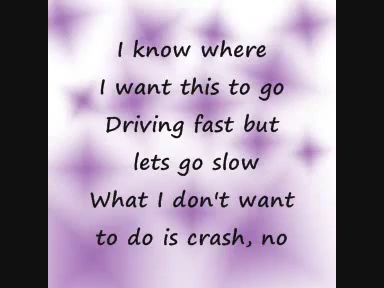 I know where
I want this to go
Driving fast but
lets go slow
What I don't want
to do is crash, no